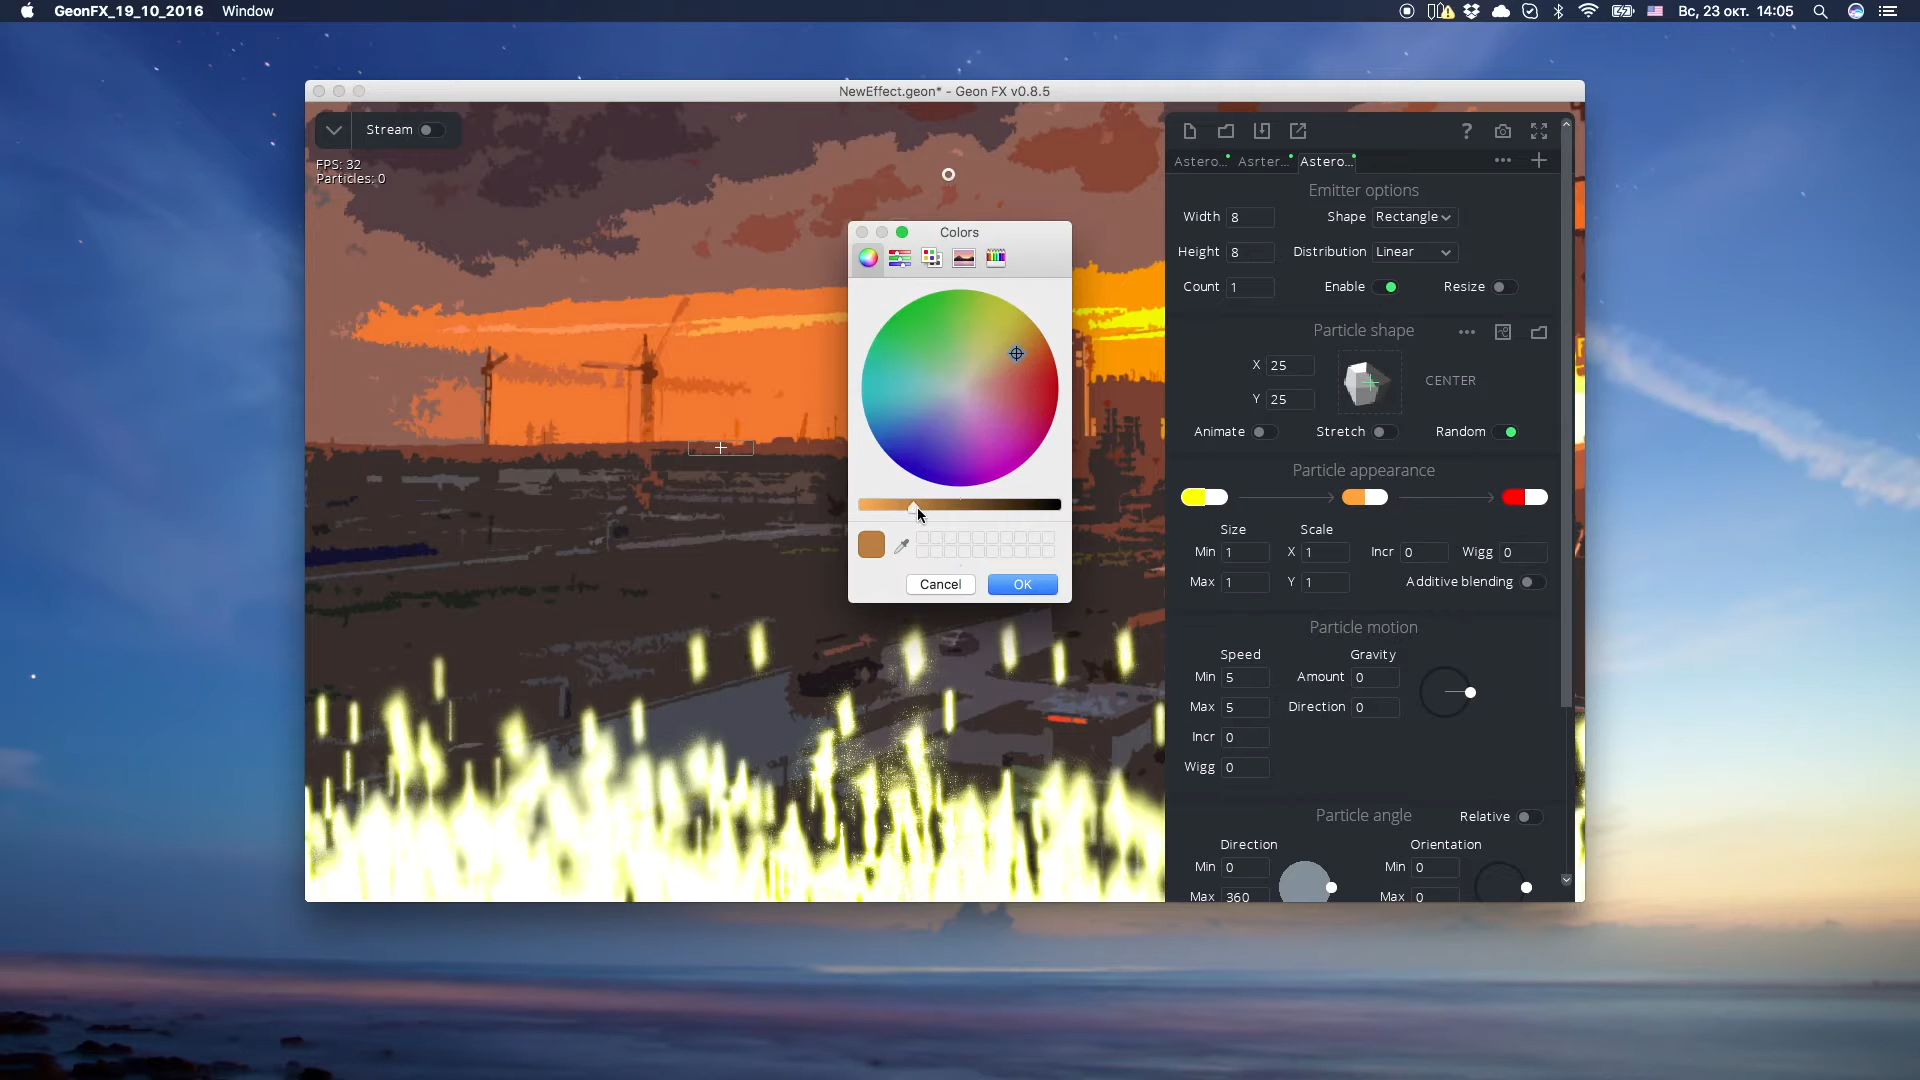 GeonFX_19_10_2016 Window Вс, 23 окт. 14:05
NewEffect.geon* - Geon FX v0.8.5
Stream
FPS: 32
Particles: 0
Colors
Cancel OK
?
Astero... Asrter... Astero...
Emitter options
Width 8 Shape Rectangle
Height 8 Distribution Linear
Count 1 Enable Resize
Particle shape
X 25
CENTER
Y 25
Animate Stretch Random
Particle appearance
Size Scale
Min 1 X 1 Incr 0 Wigg 0
Max 1 Y 1 Additive blending
Particle motion
Speed Gravity
Min 5 Amount 0
Max 5 Direction 0
Incr 0
Wigg 0
Particle angle Relative
Direction Orientation
Min 0 Min 0
Max 360 Max 0